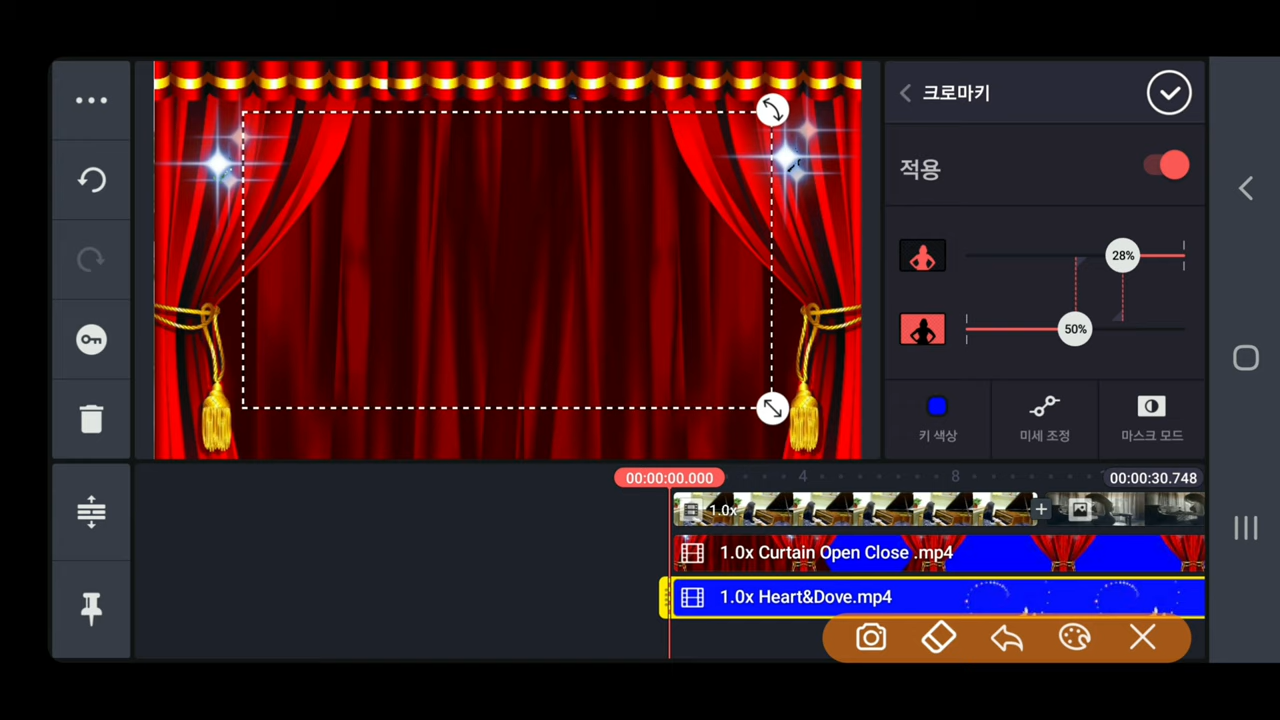 크로마키
적용
28%
50%
키 색상
미세 조정
마스크 모드
00:00:00.000
4
8
00:00:30.748
1.0x
1.0x Curtain Open Close .mp4
1.0x Heart&Dove.mp4